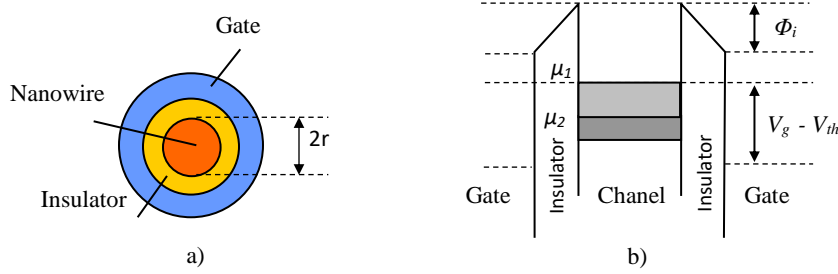 Gate
Nanowire
2r
Insulator
a)
Φi
μ1
μ2
Vg - Vth
Insulator
Insulator
Gate
Chanel
Gate
b)